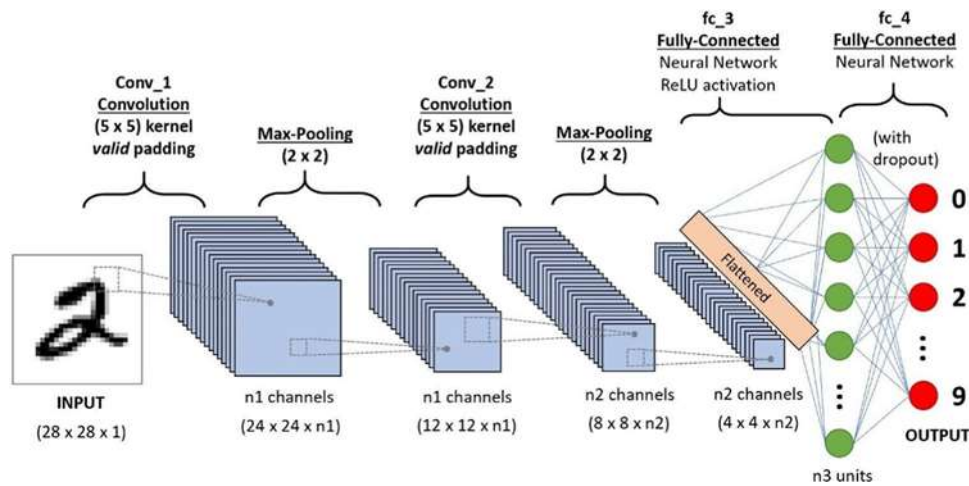 Conv_1
Convolution
(5 x 5) kernel
valid padding
Max-Pooling
(2 x 2)
Conv_2
Convolution
(5 x 5) kernel
valid padding
Max-Pooling
(2 x 2)
fc_3
Fully-Connected
Neural Network
ReLU activation
fc_4
Fully-Connected
Neural Network
(with
dropout)
Flattened
0
1
2
9
OUTPUT
2
INPUT
(28 x 28 x 1)
n1 channels
(24 x 24 x n1)
n1 channels
(12 x 12 x n1)
n2 channels
(8 x 8 x n2)
n2 channels
(4 x 4 x n2)
n3 units